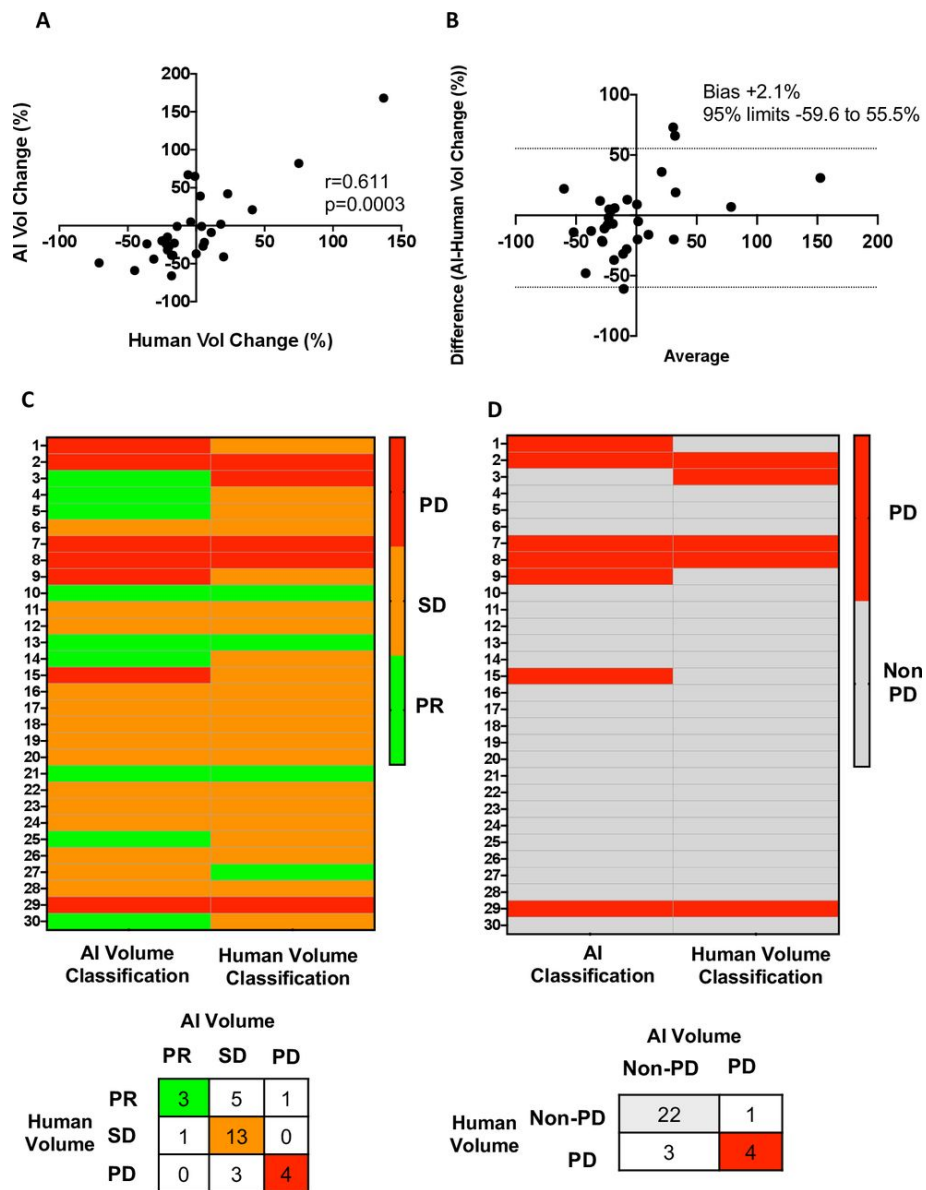 A
B
AI Vol Change (%)
200
150
100
50
-100 -50 50 100 150
-50
-100
r=0.611
p=0.0003
Human Vol Change (%)
Difference (AI-Human Vol Change (%))
100
50
-100 -50 50 100 150 200
-50
-100
Bias +2.1%
95% limits -59.6 to 55.5%
Average
C
1
2
3
4
5
6
7
8
9
10
11
12
13
14
15
16
17
18
19
20
21
22
23
24
25
26
27
28
29
30
PD
SD
PR
AI Volume
Classification
Human Volume
Classification
D
1
2
3
4
5
6
7
8
9
10
11
12
13
14
15
16
17
18
19
20
21
22
23
24
25
26
27
28
29
30
PD
Non
PD
AI
Classification
Human Volume
Classification
AI Volume
PR SD PD
Human
Volume
PR 3 5 1
SD 1 13 0
PD 0 3 4
AI Volume
Non-PD PD
Human
Volume
Non-PD 22 1
PD 3 4